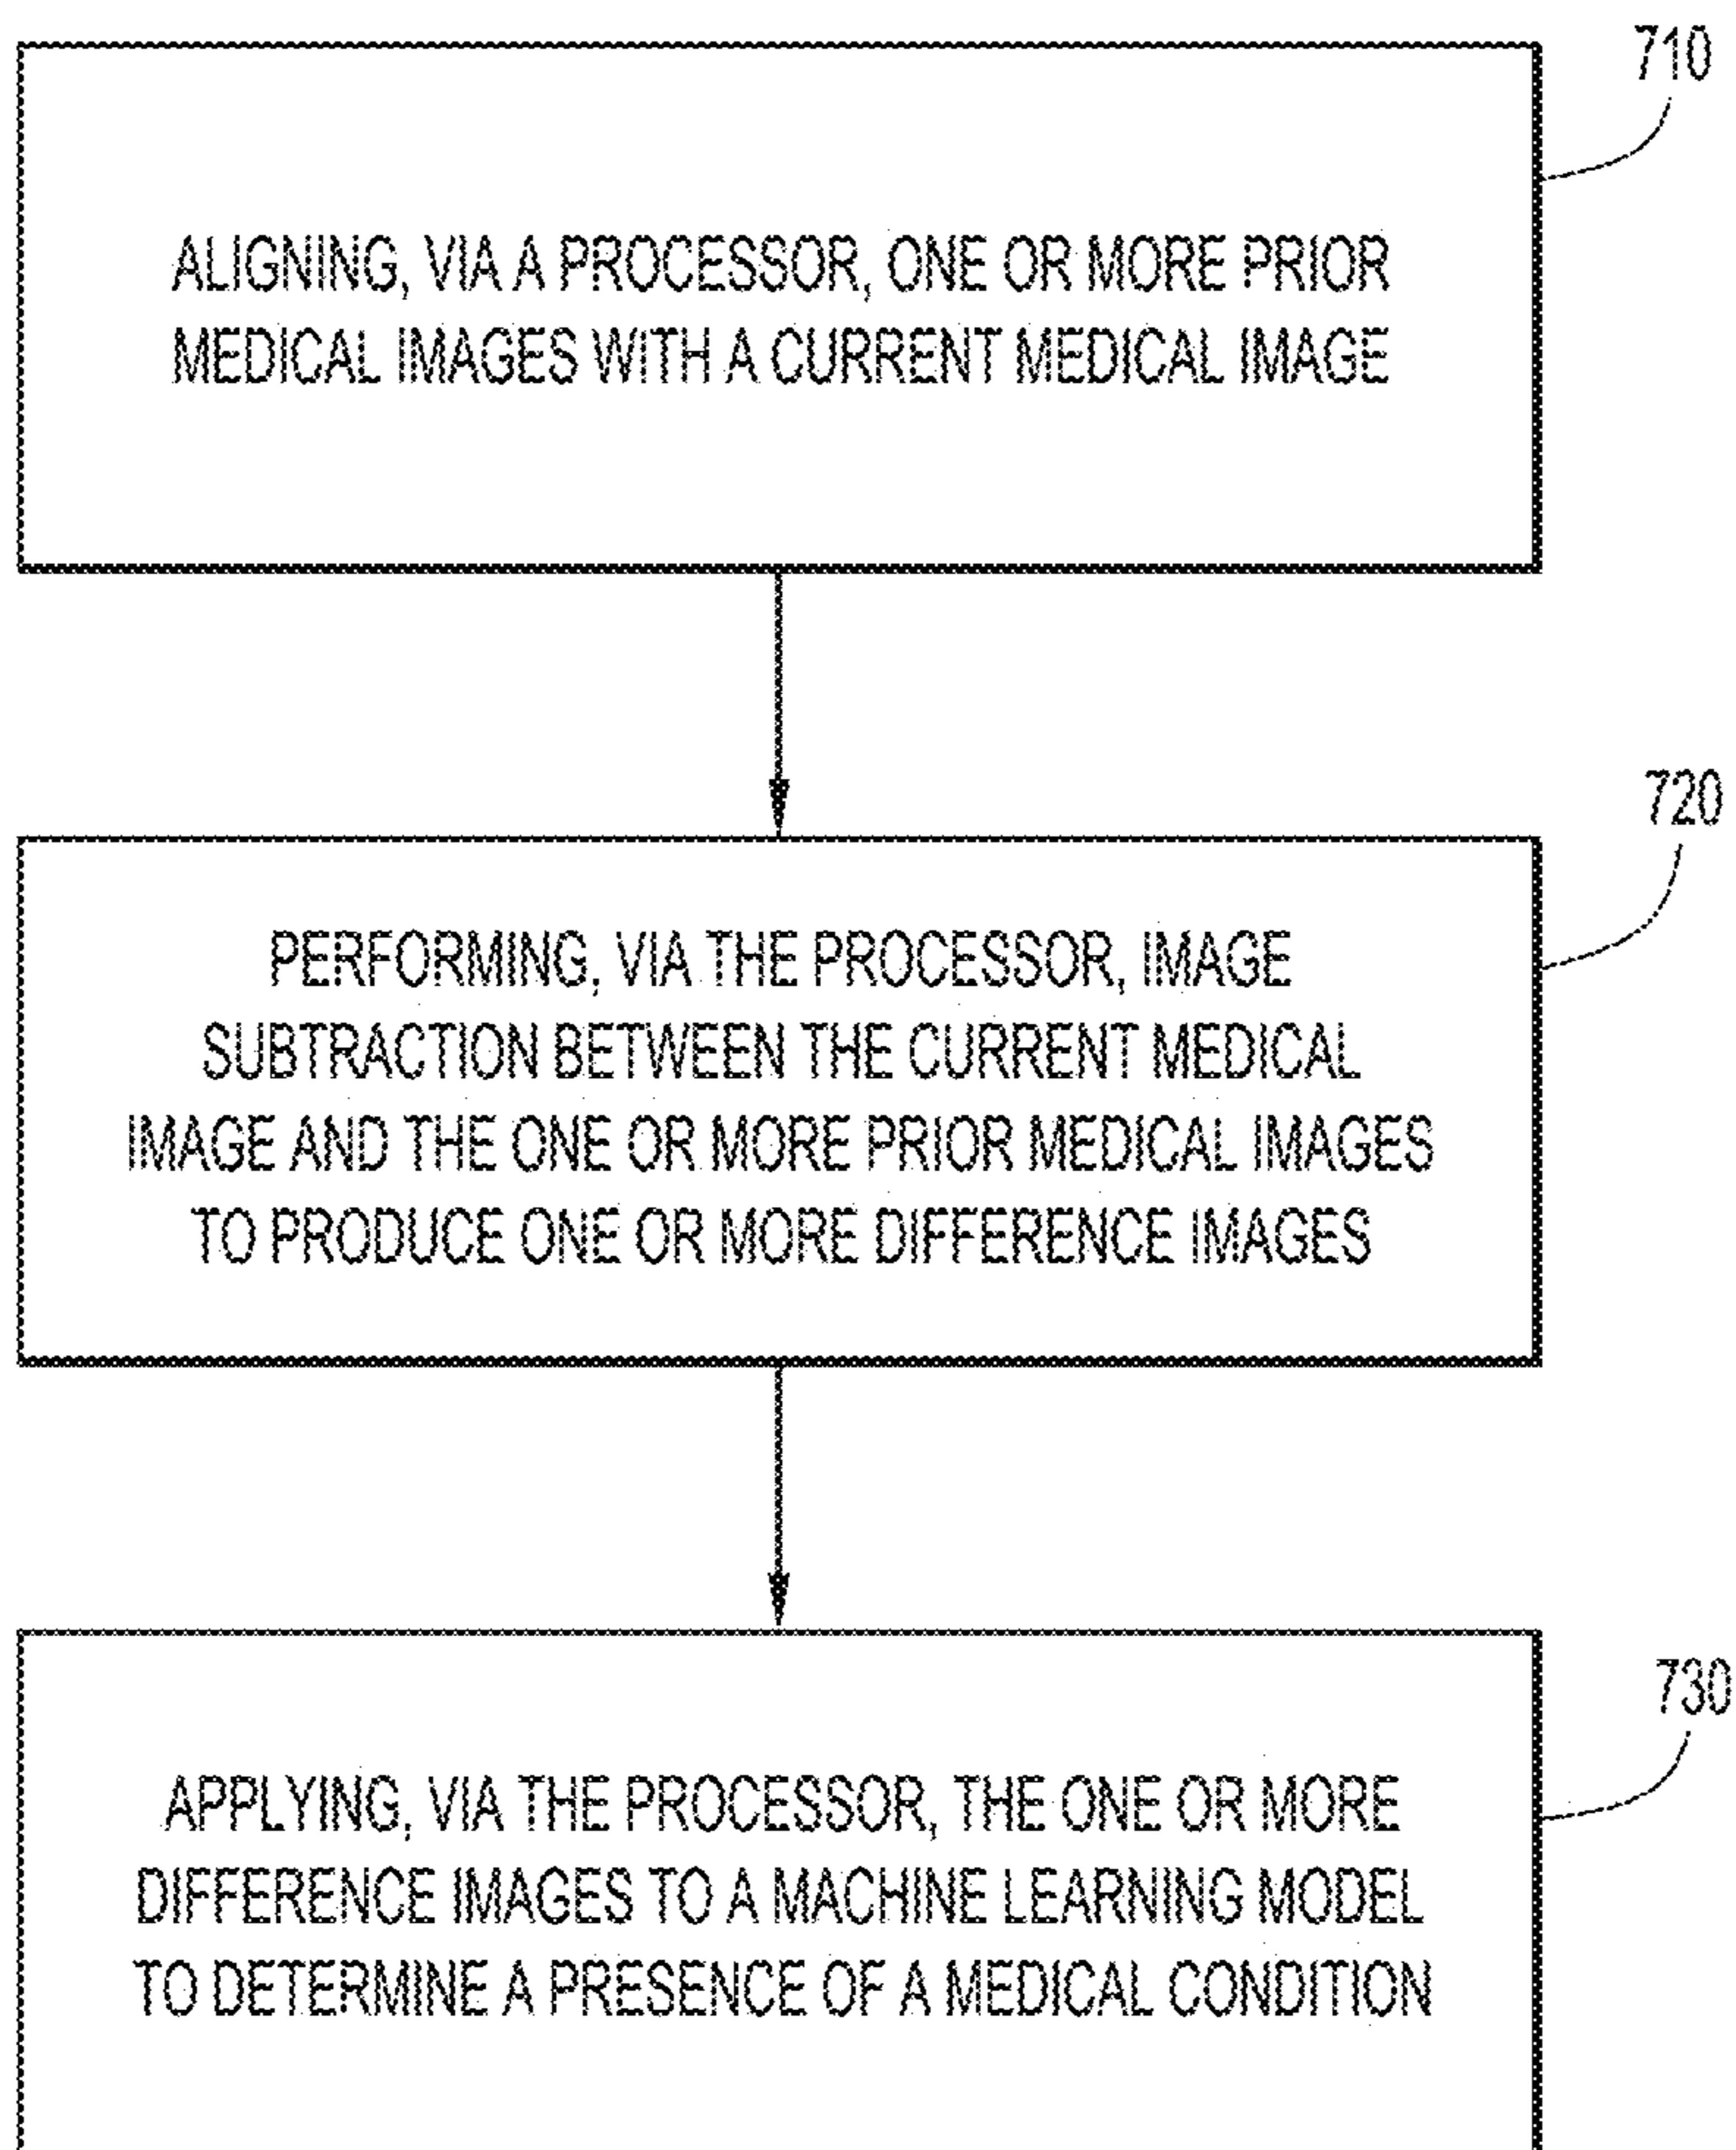 710
ALIGNING, VIA A PROCESSOR, ONE OR MORE PRIOR
MEDICAL IMAGES WITH A CURRENT MEDICAL IMAGE
720
PERFORMING, VIA THE PROCESSOR, IMAGE
SUBTRACTION BETWEEN THE CURRENT MEDICAL
IMAGE AND THE ONE OR MORE PRIOR MEDICAL IMAGES
TO PRODUCE ONE OR MORE DIFFERENCE IMAGES
730
APPLYING, VIA THE PROCESSOR, THE ONE OR MORE
DIFFERENCE IMAGES TO A MACHINE LEARNING MODEL
TO DETERMINE A PRESENCE OF A MEDICAL CONDITION